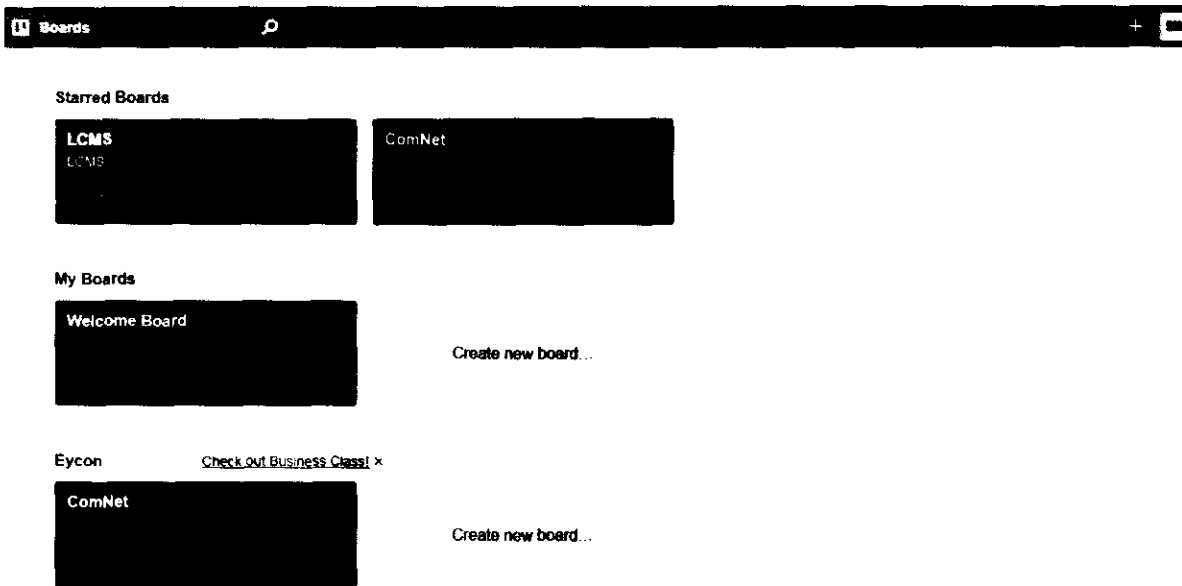 Boards
Starred Boards
LCMS
LCMS
ComNet
My Boards
Welcome Board
Create new board...
Eycon Check out Business Class! ×
ComNet
Create new board...